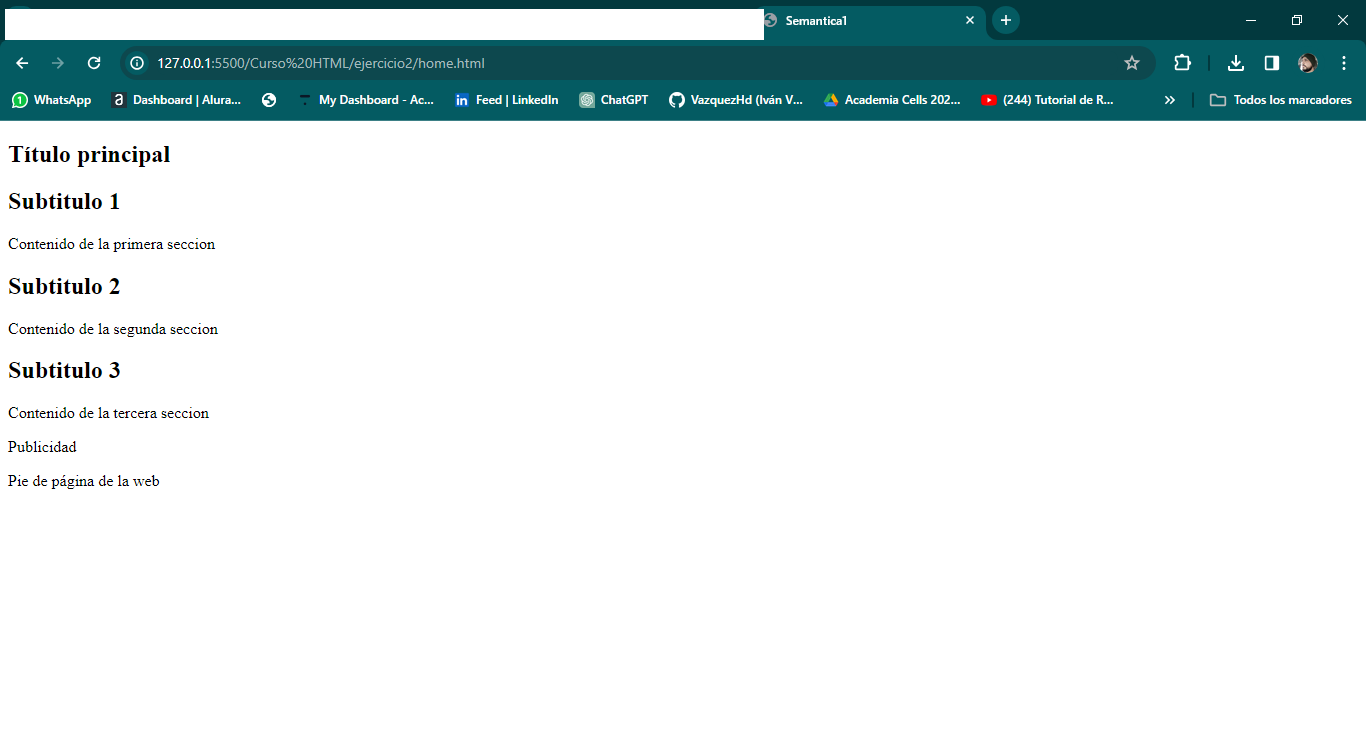 Semantica1
127.0.0.1:5500/Curso%20HTML/ejercicio2/home.html
1 WhatsApp
a Dashboard | Alura...
My Dashboard - Ac...
in Feed | LinkedIn
ChatGPT
VazquezHd (Iván V...
Academia Cells 202...
(244) Tutorial de R...
Todos los marcadores
Título principal
Subtitulo 1
Contenido de la primera seccion
Subtitulo 2
Contenido de la segunda seccion
Subtitulo 3
Contenido de la tercera seccion
Publicidad
Pie de página de la web